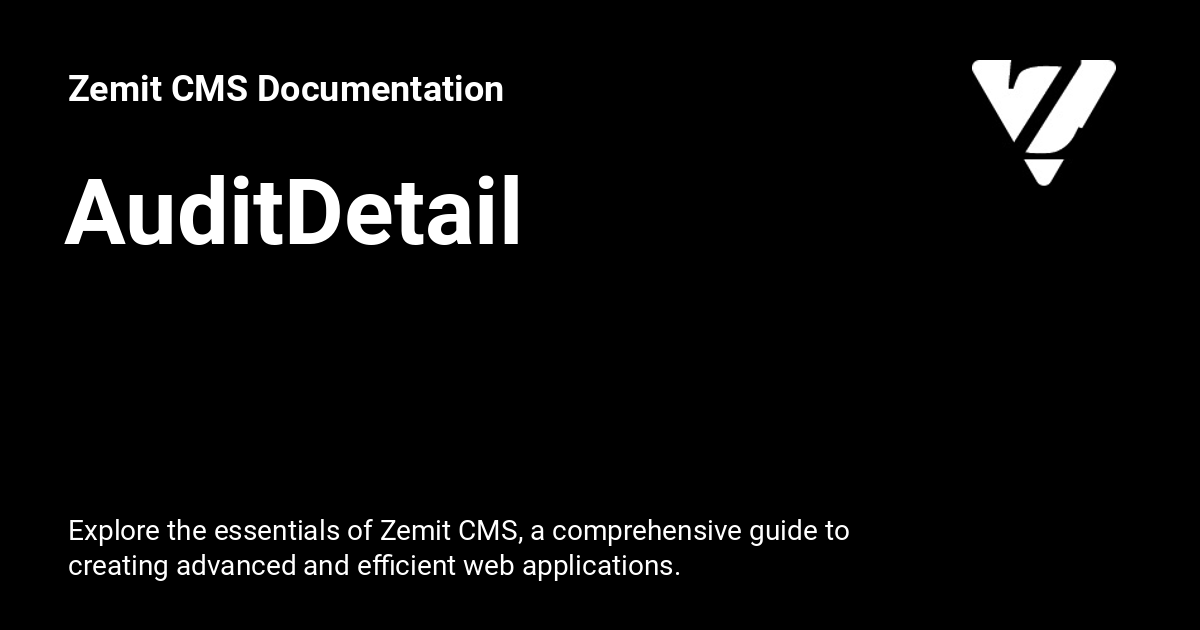 Zemit CMS Documentation
AuditDetail
Explore the essentials of Zemit CMS, a comprehensive guide to
creating advanced and efficient web applications.